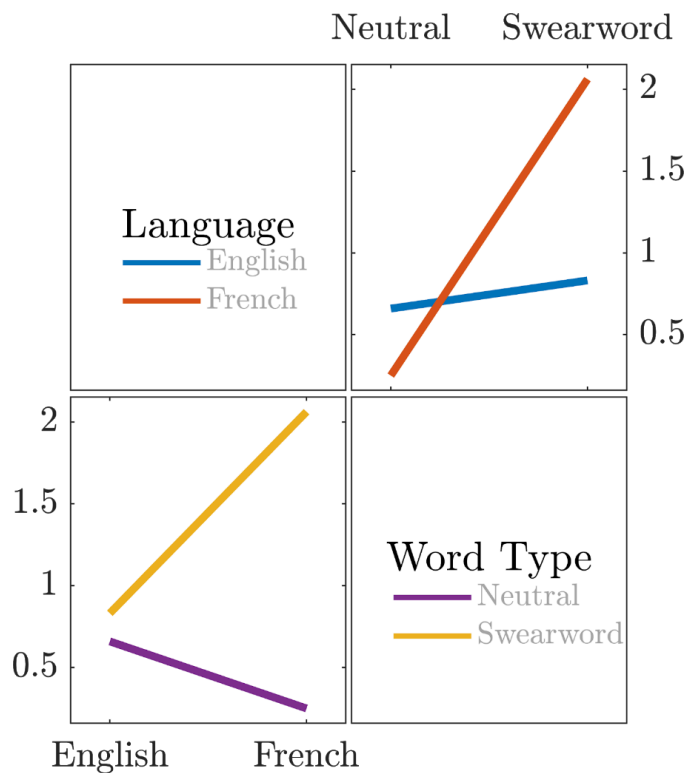 Neutral Swearword
2
1.5
1
0.5
Language
English
French
2
1.5
1
0.5
Word Type
Neutral
Swearword
English French